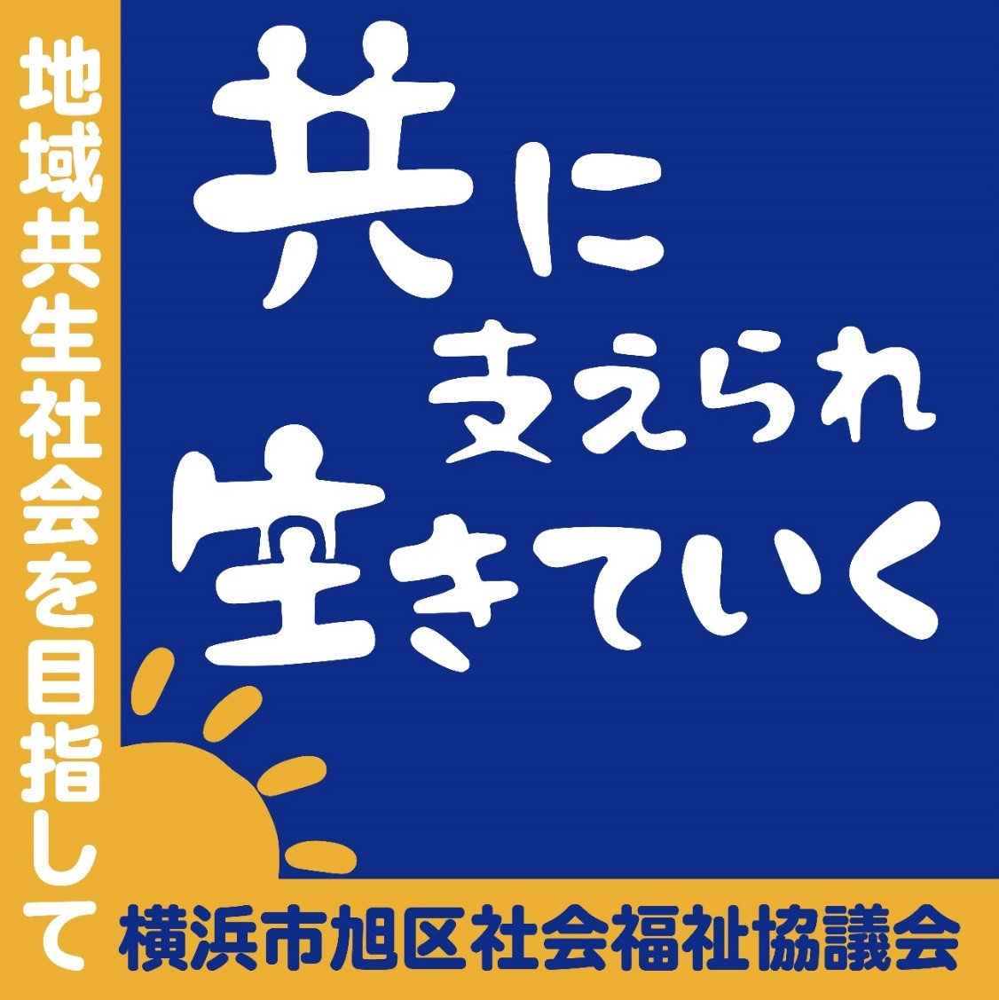 地域共生社会を目指して
共に
支えられ
生きていく
横浜市旭区社会福祉協議会